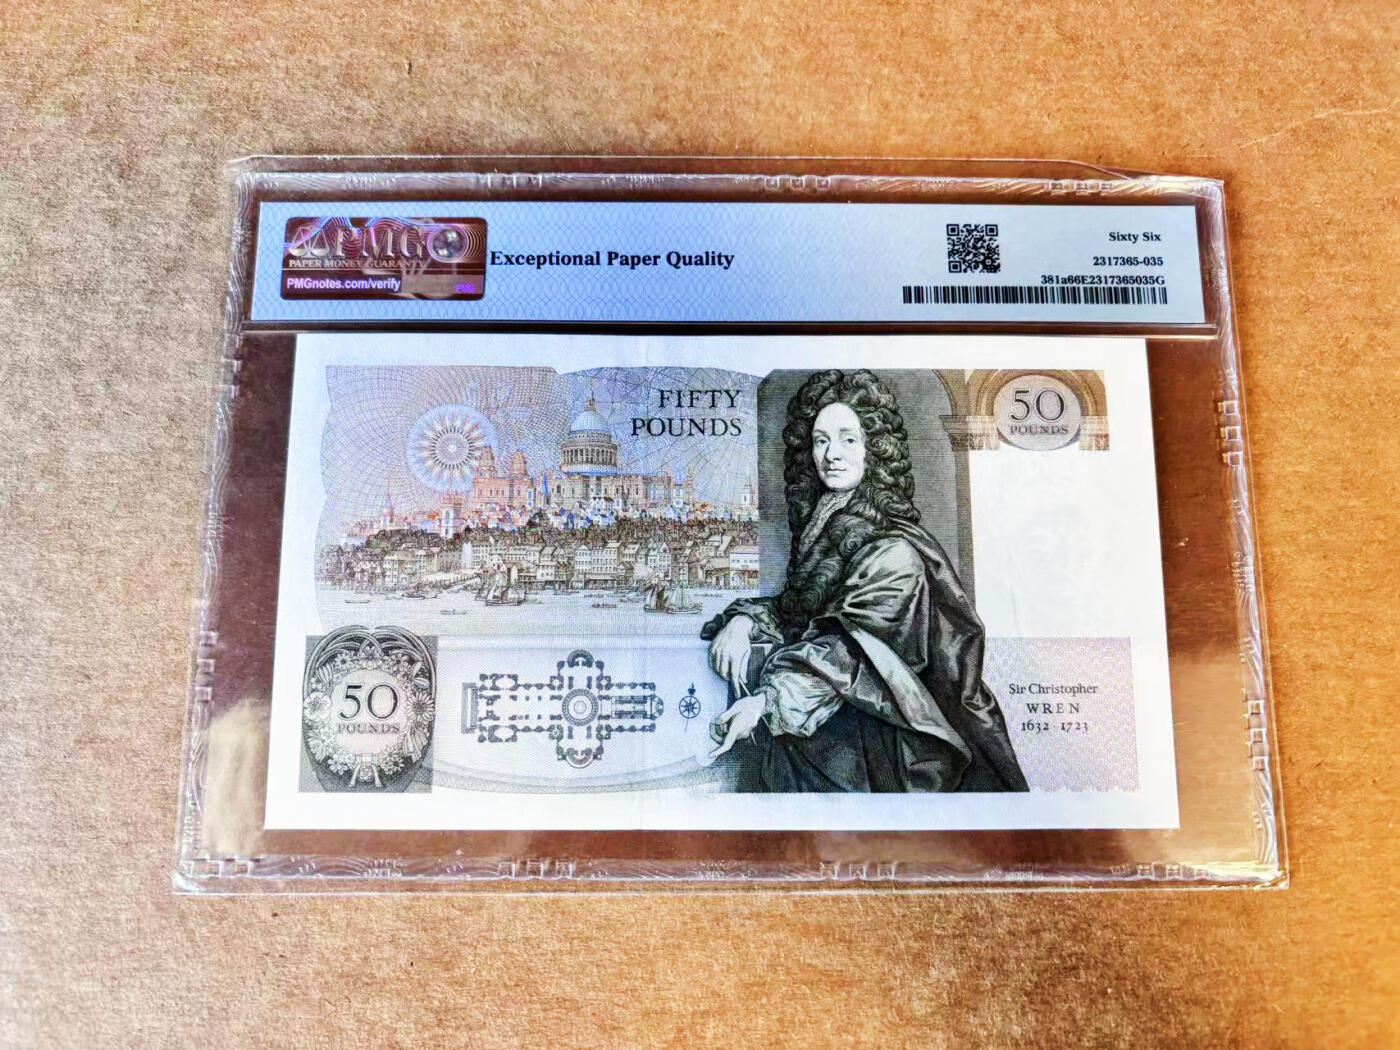 PMG
PAPER MONEY GUARANTY
PMGnotes.com/verify
PMG
Exceptional Paper Quality
Sixty Six
2317365-035
381a66E2317365035G
FIFTY
POUNDS
50
POUNDS
50
POUNDS
Sir Christopher
WREN
1632 · 1723